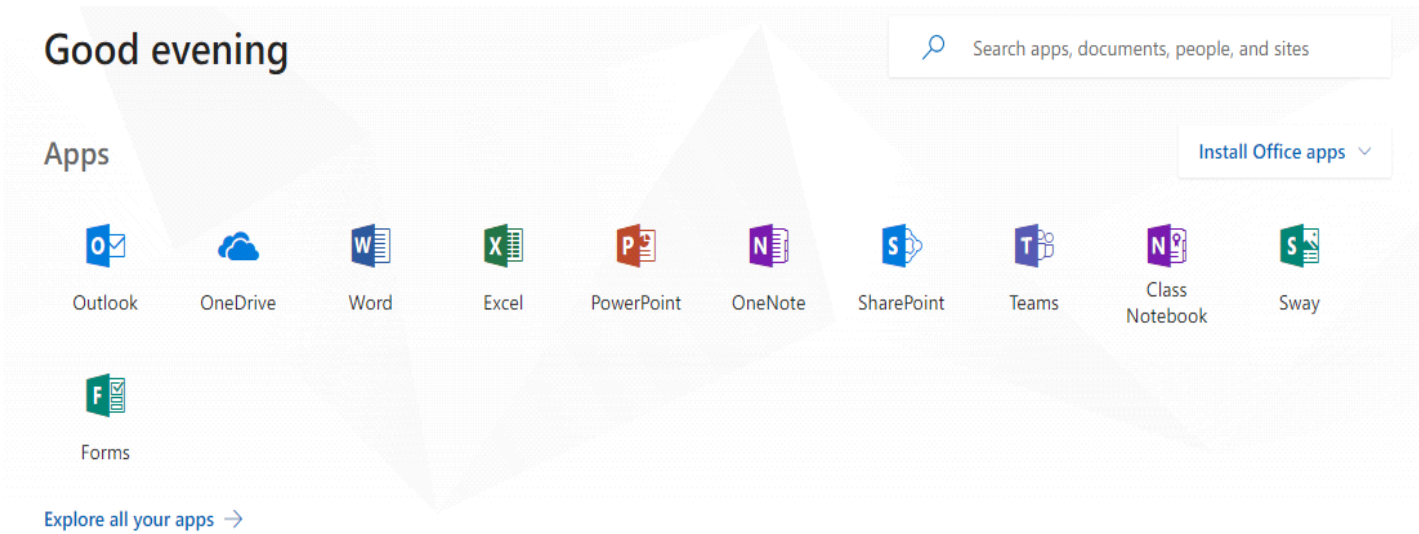 Good evening
Search apps, documents, people, and sites
Apps
Install Office apps
O
W
X
P
N
S
T
N
S
Outlook
OneDrive
Word
Excel
PowerPoint
OneNote
SharePoint
Teams
Class
Notebook
Sway
F
Forms
Explore all your apps →